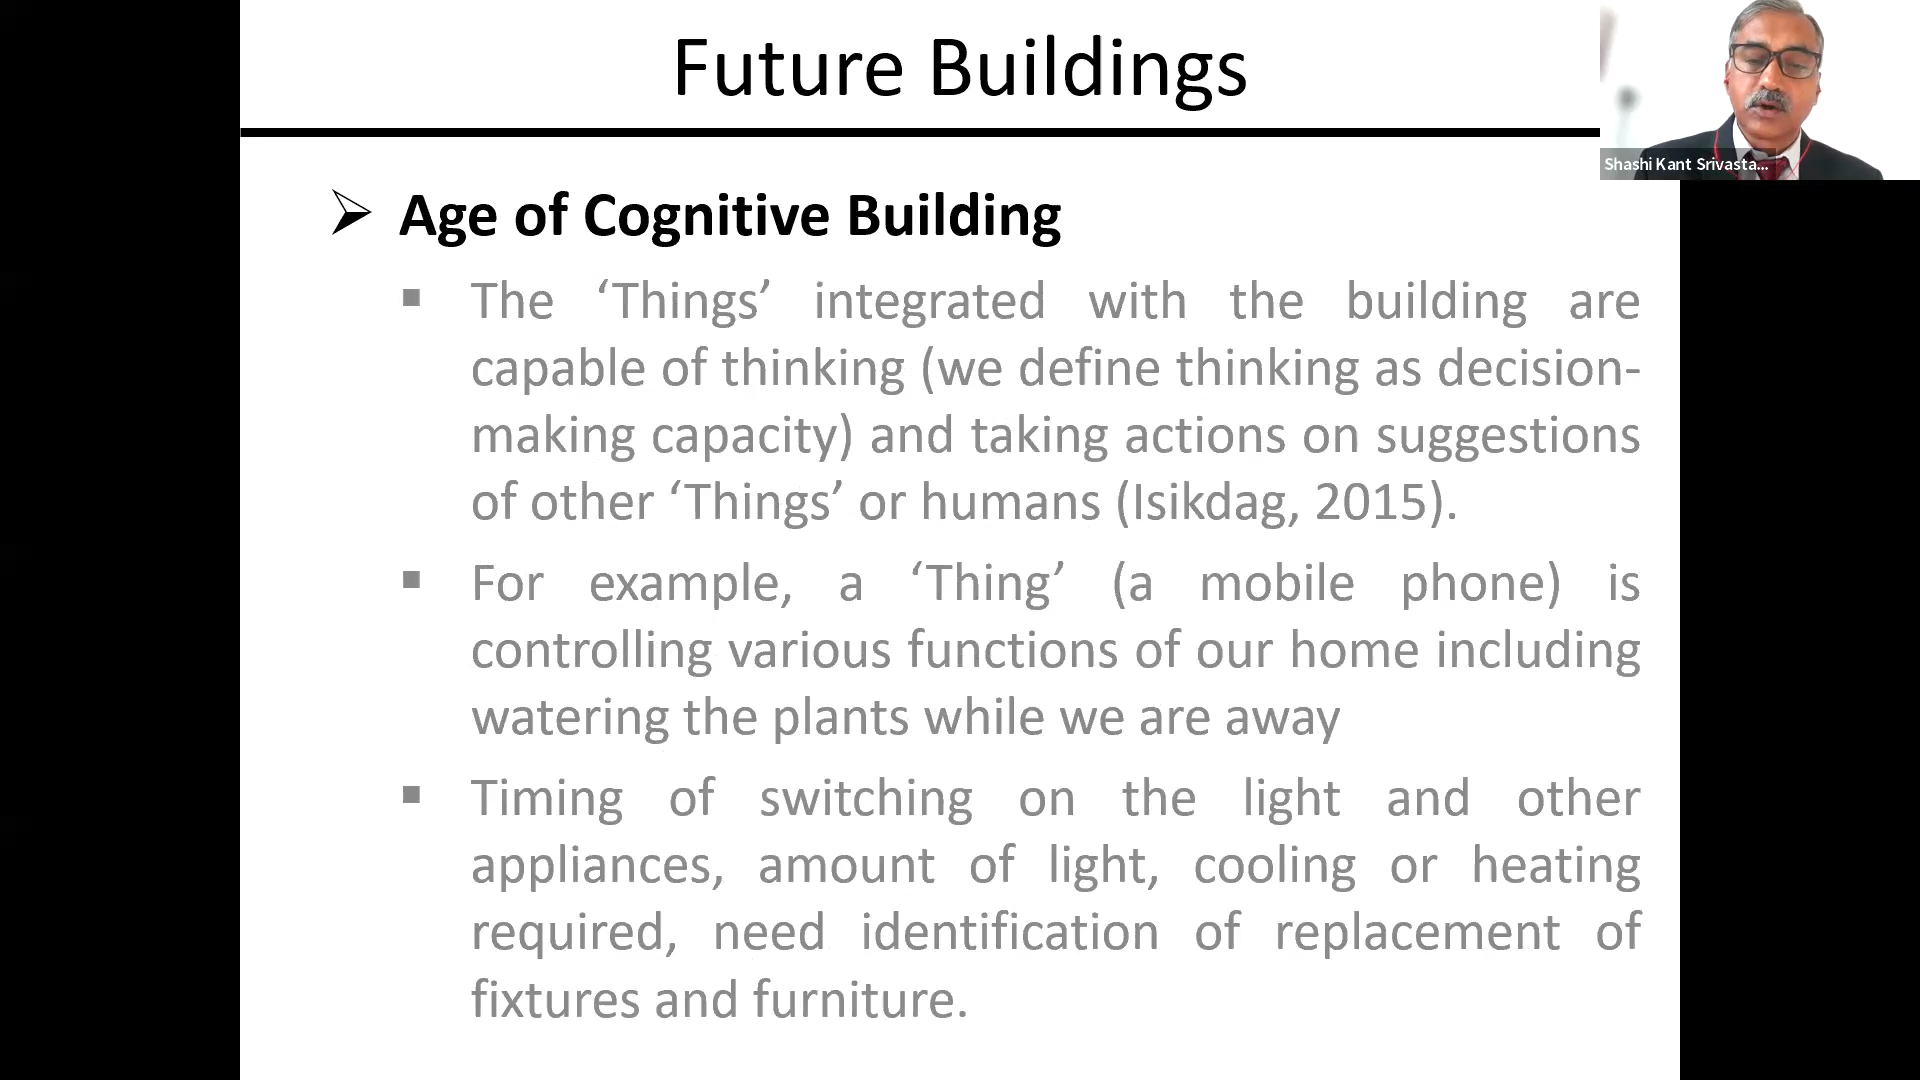 Future Buildings
Shashi Kant Srivasta...
➢ Age of Cognitive Building
▪ The ‘Things’ integrated with the building are
capable of thinking (we define thinking as decision-
making capacity) and taking actions on suggestions
of other ‘Things’ or humans (Isikdag, 2015).
▪ For example, a ‘Thing’ (a mobile phone) is
controlling various functions of our home including
watering the plants while we are away
▪ Timing of switching on the light and other
appliances, amount of light, cooling or heating
required, need identification of replacement of
fixtures and furniture.